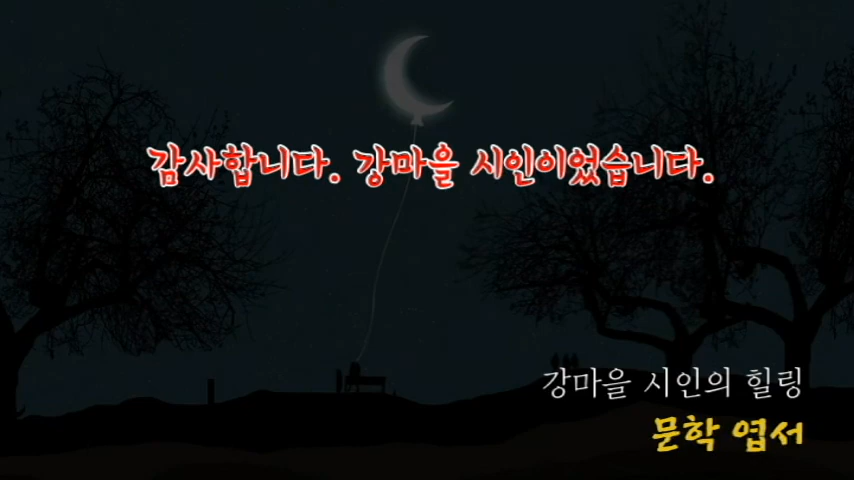 감사합니다. 강마을 시인이었습니다.
강마을 시인의 힐링
문학 엽서